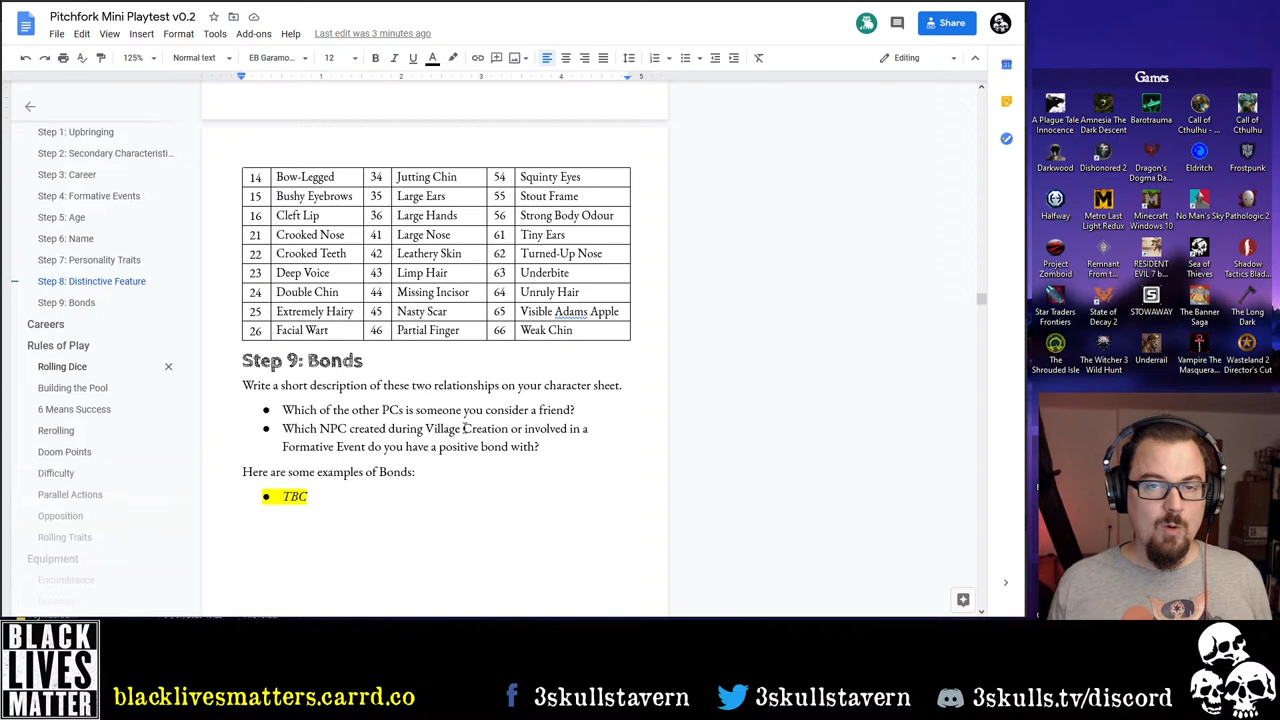 Pitchfork Mini Playtest v0.2
File Edit View Insert Format Tools Add-ons Help Last edit was 3 minutes ago
Share
125% Normal text EB Garamo... 12 B I U A Editing
1 2 3 4 5
Step 1: Upbringing
Step 2: Secondary Characteristi...
Step 3: Career
Step 4: Formative Events
Step 5: Age
Step 6: Name
Step 7: Personality Traits
Step 8: Distinctive Feature
Step 9: Bonds
Careers
Rules of Play
Rolling Dice
Building the Pool
6 Means Success
Rerolling
Doom Points
Difficulty
Parallel Actions
Opposition
Rolling Traits
Equipment
Encumbrance
14 Bow-Legged 34 Jutting Chin 54 Squinty Eyes
15 Bushy Eyebrows 35 Large Ears 55 Stout Frame
16 Cleft Lip 36 Large Hands 56 Strong Body Odour
21 Crooked Nose 41 Large Nose 61 Tiny Ears
22 Crooked Teeth 42 Leathery Skin 62 Turned-Up Nose
23 Deep Voice 43 Limp Hair 63 Underbite
24 Double Chin 44 Missing Incisor 64 Unruly Hair
25 Extremely Hairy 45 Nasty Scar 65 Visible Adams Apple
26 Facial Wart 46 Partial Finger 66 Weak Chin
Step 9: Bonds
Write a short description of these two relationships on your character sheet.
● Which of the other PCs is someone you consider a friend?
● Which NPC created during Village Creation or involved in a
Formative Event do you have a positive bond with?
Here are some examples of Bonds:
● TBC
Games
A Plague Tale Innocence
Amnesia The Dark Descent
Barotrauma
Call of Cthulhu - ...
Call of Cthulhu
Darkwood
Dishonored 2
Dragon's Dogma Da...
Eldritch
Frostpunk
Halfway
Metro Last Light Redux
Minecraft Windows 10
No Man's Sky
Pathologic 2
Project Zomboid
Remnant From t...
RESIDENT EVIL 7 b...
Sea of Thieves
Shadow Tactics Blad...
Star Traders Frontiers
State of Decay 2
STOWAWAY
The Banner Saga
The Long Dark
The Shrouded Isle
The Witcher 3 Wild Hunt
Underrail
Vampire The Masquera...
Wasteland 2 Director's Cut
BLACK
LIVES
MATTER
blacklivesmatters.carrd.co
3skullstavern
3skullstavern
3skulls.tv/discord